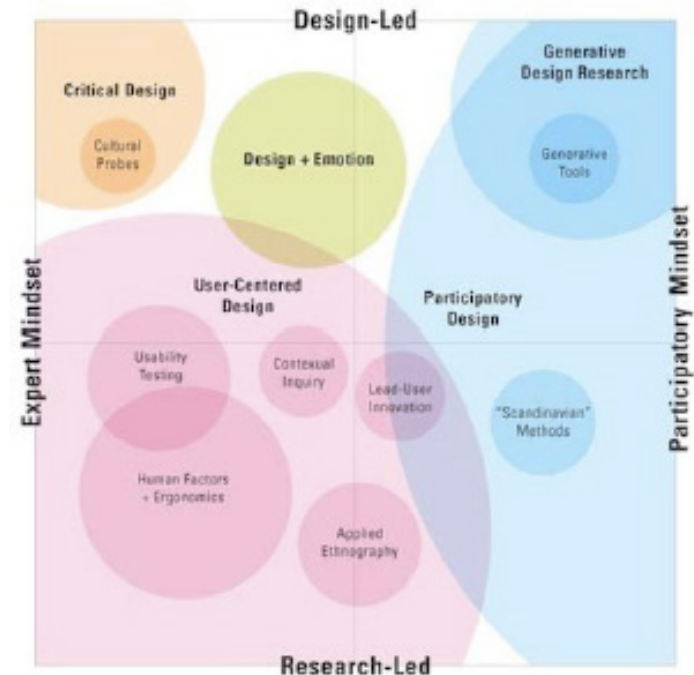 Design-Led
Generative
Design Research
Critical Design
Cultural
Probes
Design + Emotion
Generative
Tools
Expert Mindset
Participatory Mindset
User-Centered
Design
Participatory
Design
Usability
Testing
Contexual
Inquiry
Lead-User
Innovation
"Scandinavian"
Methods
Human Factors
+ Ergonomics
Applied
Ethnography
Research-Led